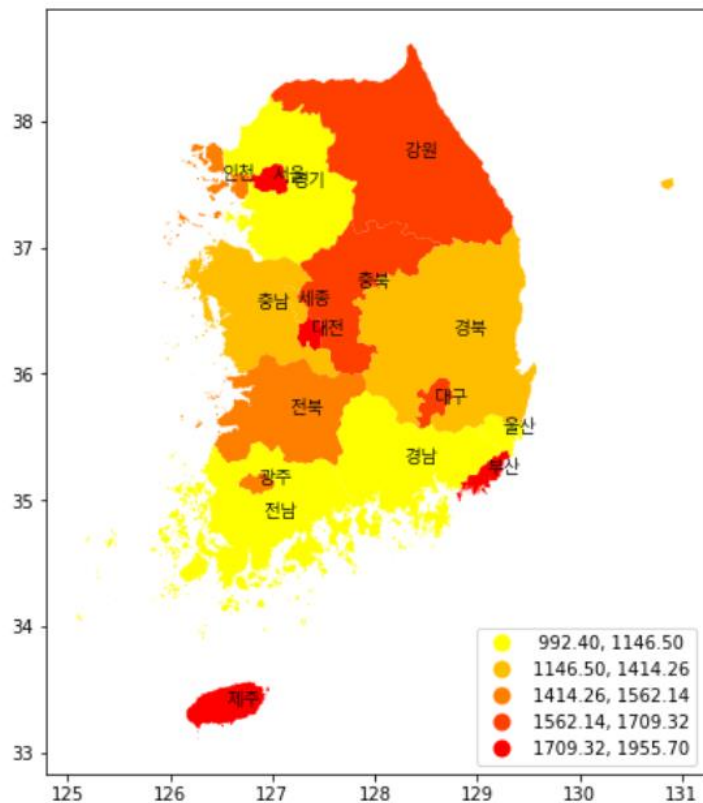 38
37
36
35
34
33
강원
인천
서울
경기
충북
세종
충남
대전
경북
대구
전북
울산
경남
부산
광주
전남
제주
992.40, 1146.50
1146.50, 1414.26
1414.26, 1562.14
1562.14, 1709.32
1709.32, 1955.70
125 126 127 128 129 130 131